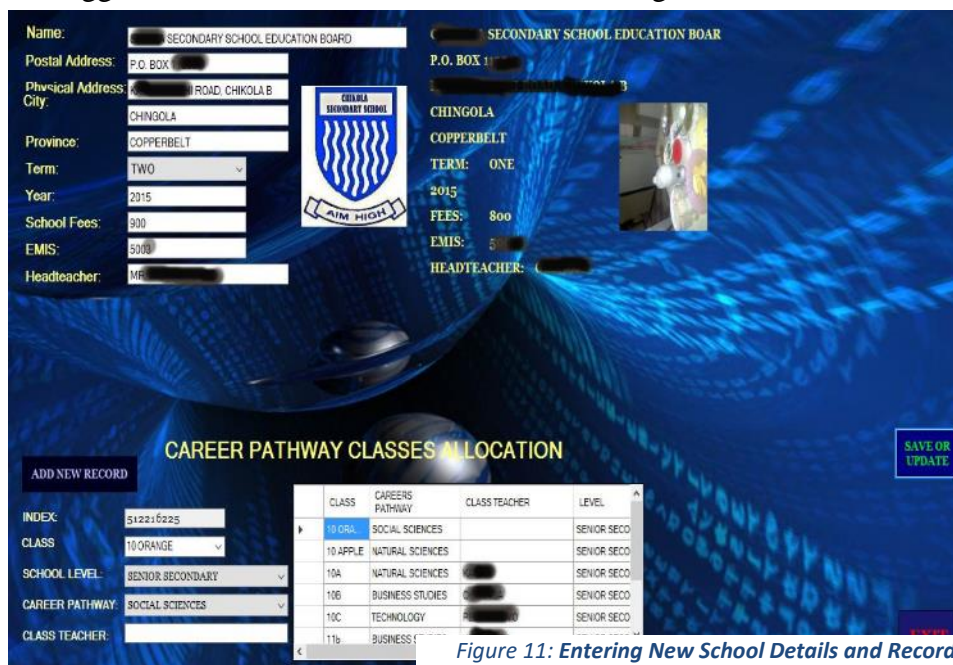 Name:
SECONDARY SCHOOL EDUCATION BOARD
Postal Address:
P.O. BOX
Physical Address:
ROAD, CHIKOLA B
City:
CHINGOLA
Province:
COPPERBELT
Term:
TWO
Year:
2015
School Fees:
900
EMIS:
5003
Headteacher:
MR
CHIKOLA
SECONDARY SCHOOL
AIM HIGH
SECONDARY SCHOOL EDUCATION BOAR
P.O. BOX
B
CHINGOLA
COPPERBELT
TERM: ONE
2015
FEES: 800
EMIS: 5
HEADTEACHER:
CAREER PATHWAY CLASSES ALLOCATION
ADD NEW RECORD
SAVE OR
UPDATE
INDEX:
512216225
CLASS
10 ORANGE
SCHOOL LEVEL:
SENIOR SECONDARY
CAREER PATHWAY:
SOCIAL SCIENCES
CLASS TEACHER:
CLASS CAREERS PATHWAY CLASS TEACHER LEVEL
10 ORA... SOCIAL SCIENCES SENIOR SECO
10 APPLE NATURAL SCIENCES SENIOR SECO
10A NATURAL SCIENCES SENIOR SECO
10B BUSINESS STUDIES SENIOR SECO
10C TECHNOLOGY SENIOR SECO
11b BUSINESS
EXIT
Figure 11: Entering New School Details and Record